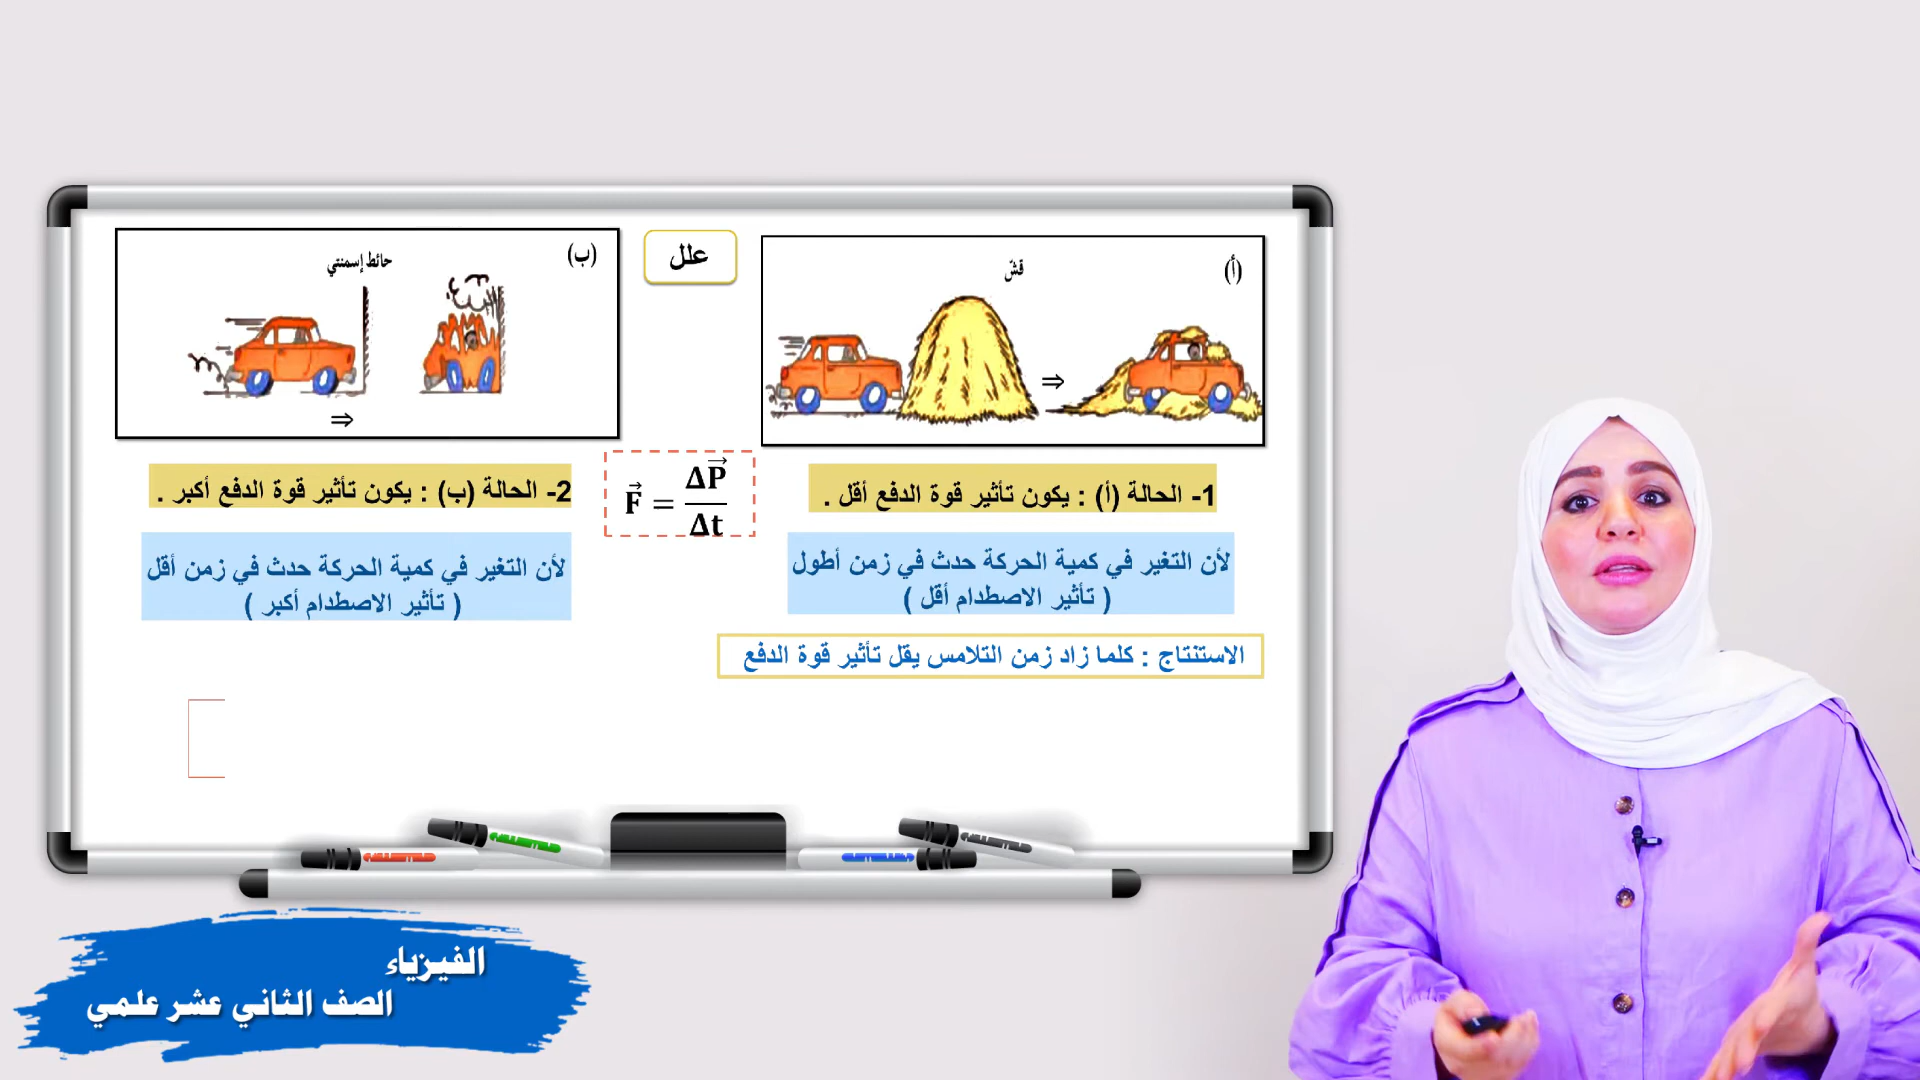 علل
(أ)
قشّ
⇒
(ب)
حائط إسمنتي
⇒
1- الحالة (أ) : يكون تأثير قوة الدفع أقل .
لأن التغير في كمية الحركة حدث في زمن أطول
( تأثير الاصطدام أقل )
F⃗ = ΔP⃗ / Δt
2- الحالة (ب) : يكون تأثير قوة الدفع أكبر .
لأن التغير في كمية الحركة حدث في زمن أقل
( تأثير الاصطدام أكبر )
الاستنتاج : كلما زاد زمن التلامس يقل تأثير قوة الدفع
الفيزياء
الصف الثاني عشر علمي